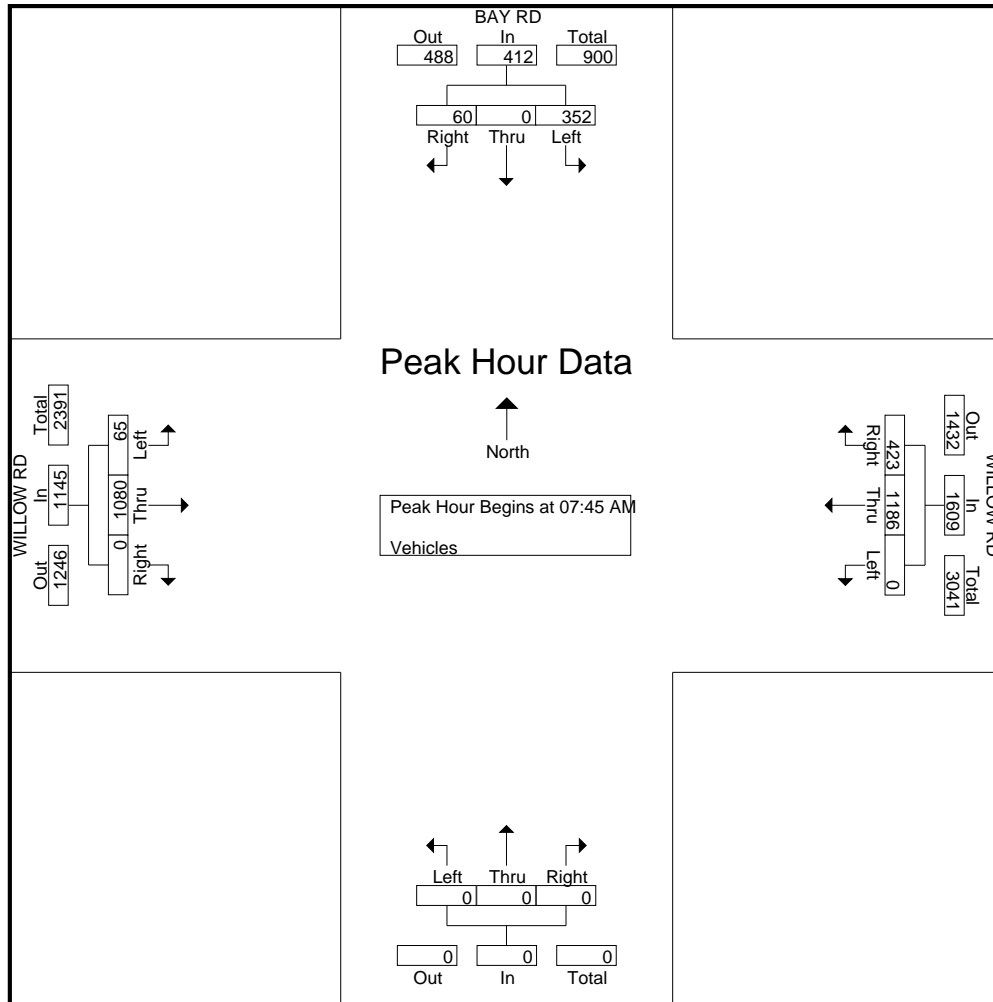 BAY RD
Out In Total
488 412 900
60 0 352
Right Thru Left
Peak Hour Data
North
Peak Hour Begins at 07:45 AM
Vehicles
WILLOW RD
Total In Out
2391 1145 1246
65 1080 0
Left Thru Right
WILLOW RD
Out In Total
1432 1609 3041
423 1186 0
Right Thru Left
Left Thru Right
0 0 0
0 0 0
Out In Total